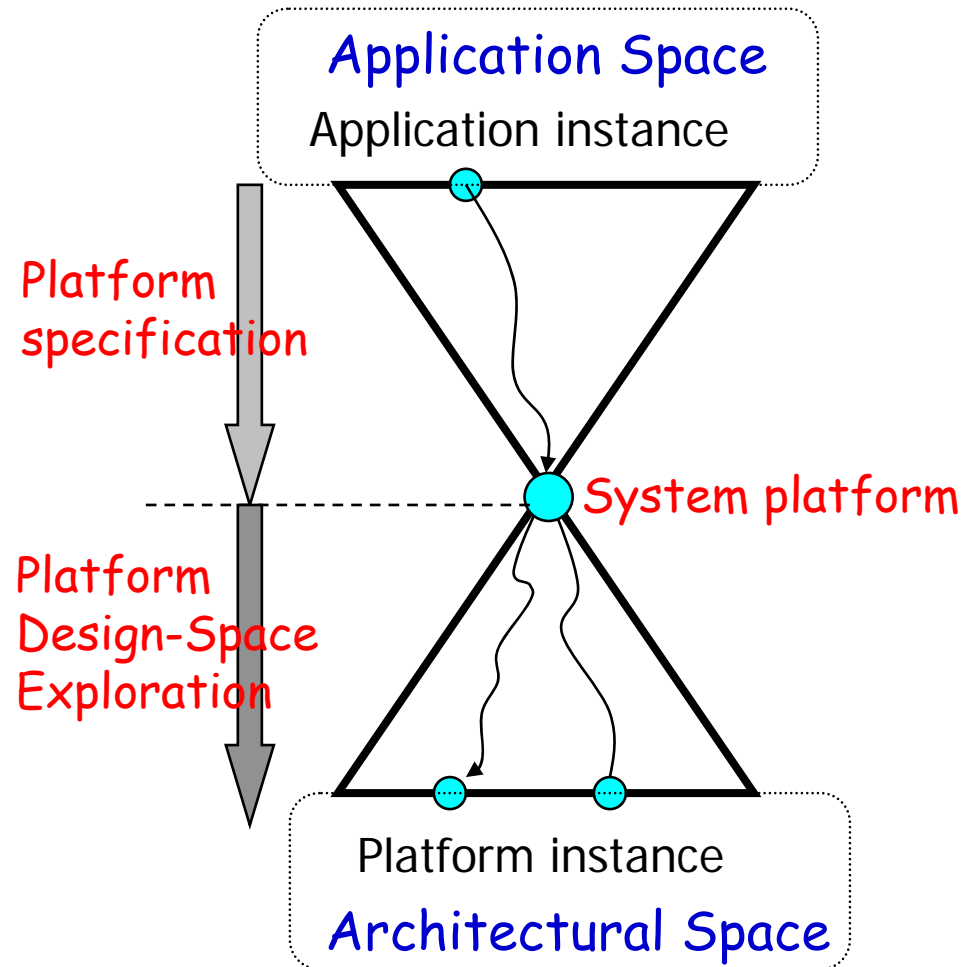 Application Space
Application instance
Platform
specification
System platform
Platform
Design-Space
Exploration
Platform instance
Architectural Space